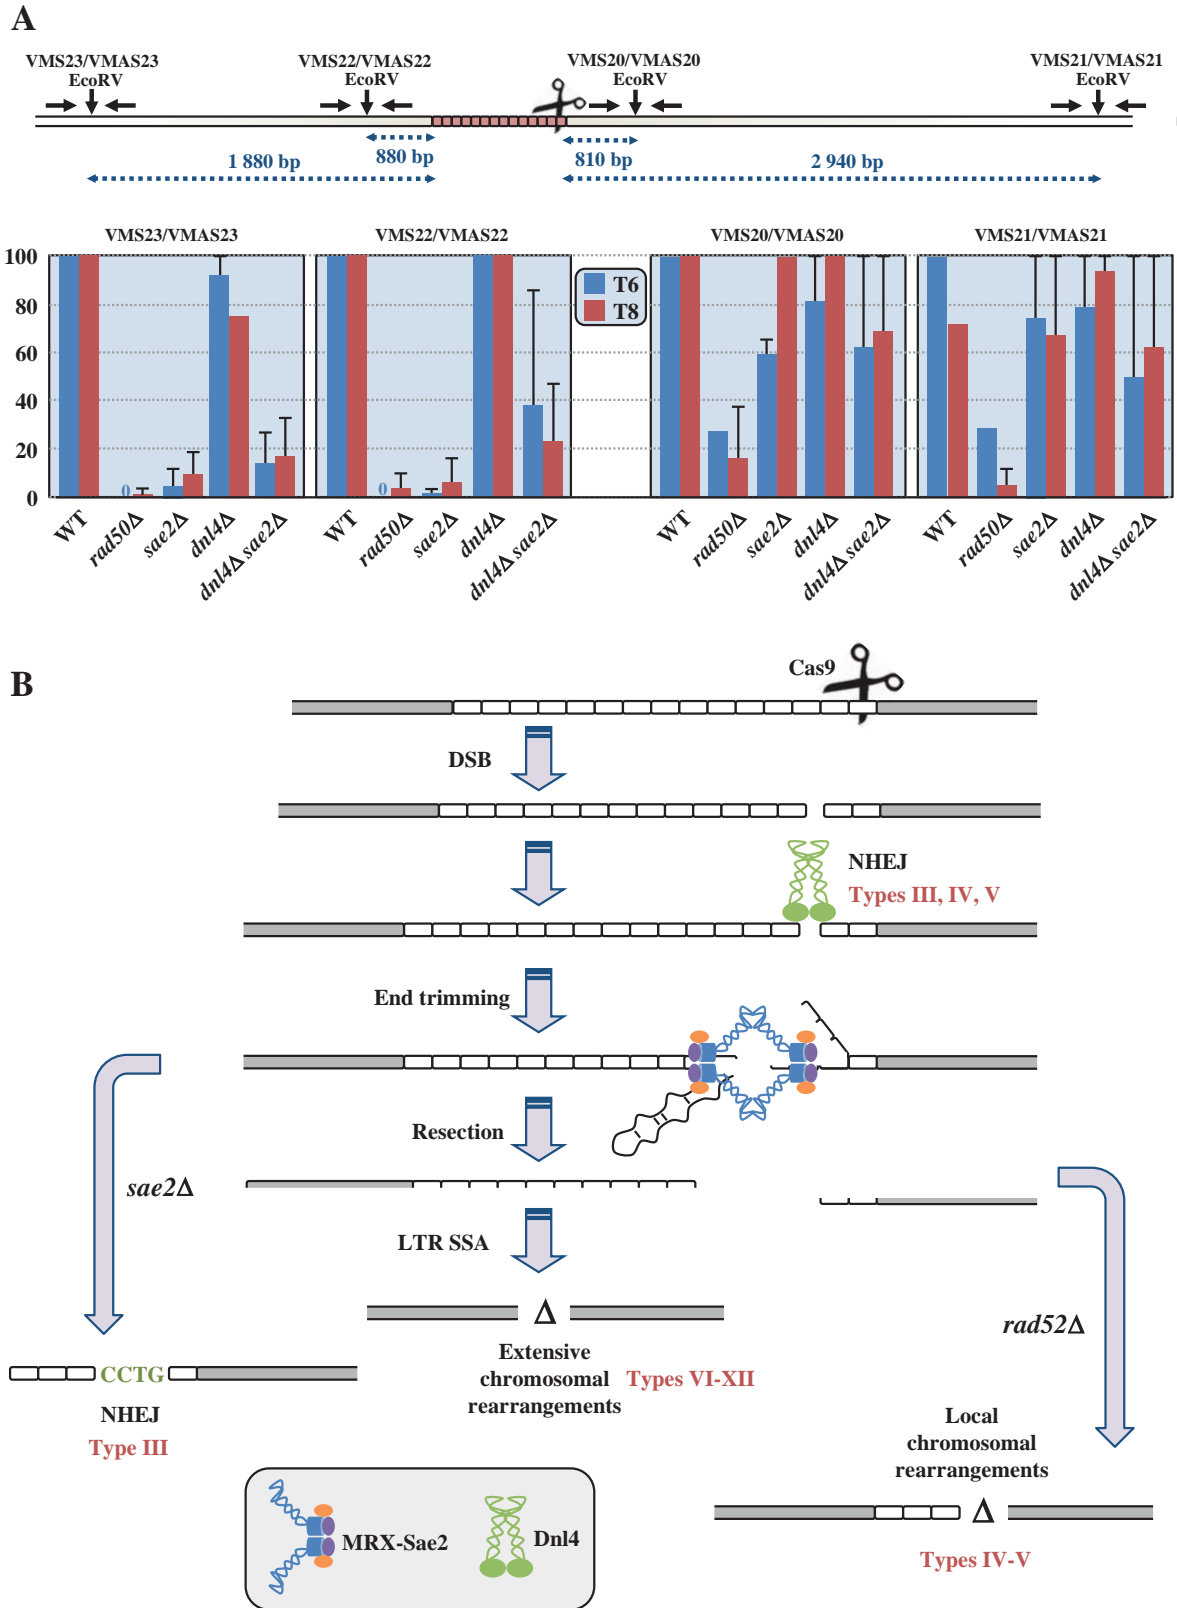 A
VMS23/VMAS23
EcoRV
VMS22/VMAS22
EcoRV
VMS20/VMAS20
EcoRV
VMS21/VMAS21
EcoRV
1 880 bp
880 bp
810 bp
2 940 bp
VMS23/VMAS23
VMS22/VMAS22
VMS20/VMAS20
VMS21/VMAS21
100
80
60
40
20
0
0
0
T6
T8
WT
rad50Δ
sae2Δ
dnl4Δ
dnl4Δ sae2Δ
WT
rad50Δ
sae2Δ
dnl4Δ
dnl4Δ sae2Δ
WT
rad50Δ
sae2Δ
dnl4Δ
dnl4Δ sae2Δ
WT
rad50Δ
sae2Δ
dnl4Δ
dnl4Δ sae2Δ
B
Cas9
DSB
NHEJ
Types III, IV, V
End trimming
Resection
sae2Δ
LTR SSA
Δ
rad52Δ
Extensive
chromosomal
rearrangements
Types VI-XII
CCTG
NHEJ
Type III
Local
chromosomal
rearrangements
Δ
Types IV-V
MRX-Sae2
Dnl4